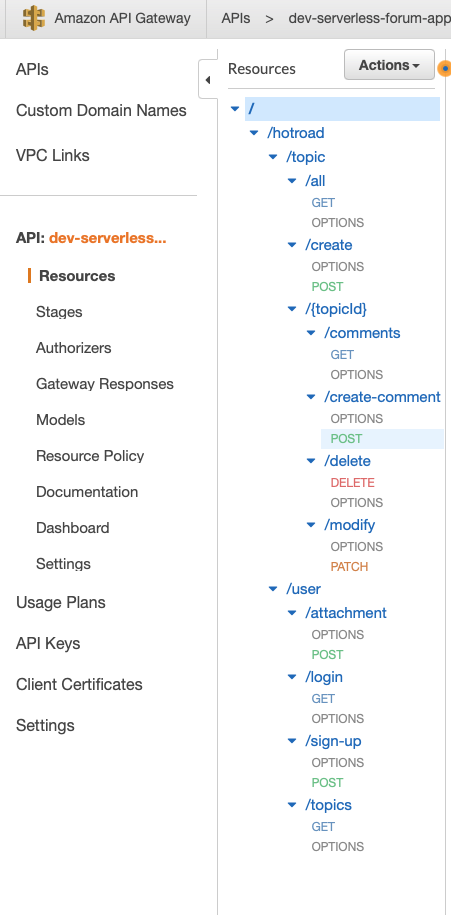 Amazon API Gateway APIs > dev-serverless-forum-app
APIs
Custom Domain Names
VPC Links
API: dev-serverless...
Resources
Stages
Authorizers
Gateway Responses
Models
Resource Policy
Documentation
Dashboard
Settings
Usage Plans
API Keys
Client Certificates
Settings
Resources Actions
/
/hotroad
/topic
/all
GET
OPTIONS
/create
OPTIONS
POST
/{topicId}
/comments
GET
OPTIONS
/create-comment
OPTIONS
POST
/delete
DELETE
OPTIONS
/modify
OPTIONS
PATCH
/user
/attachment
OPTIONS
POST
/login
GET
OPTIONS
/sign-up
OPTIONS
POST
/topics
GET
OPTIONS